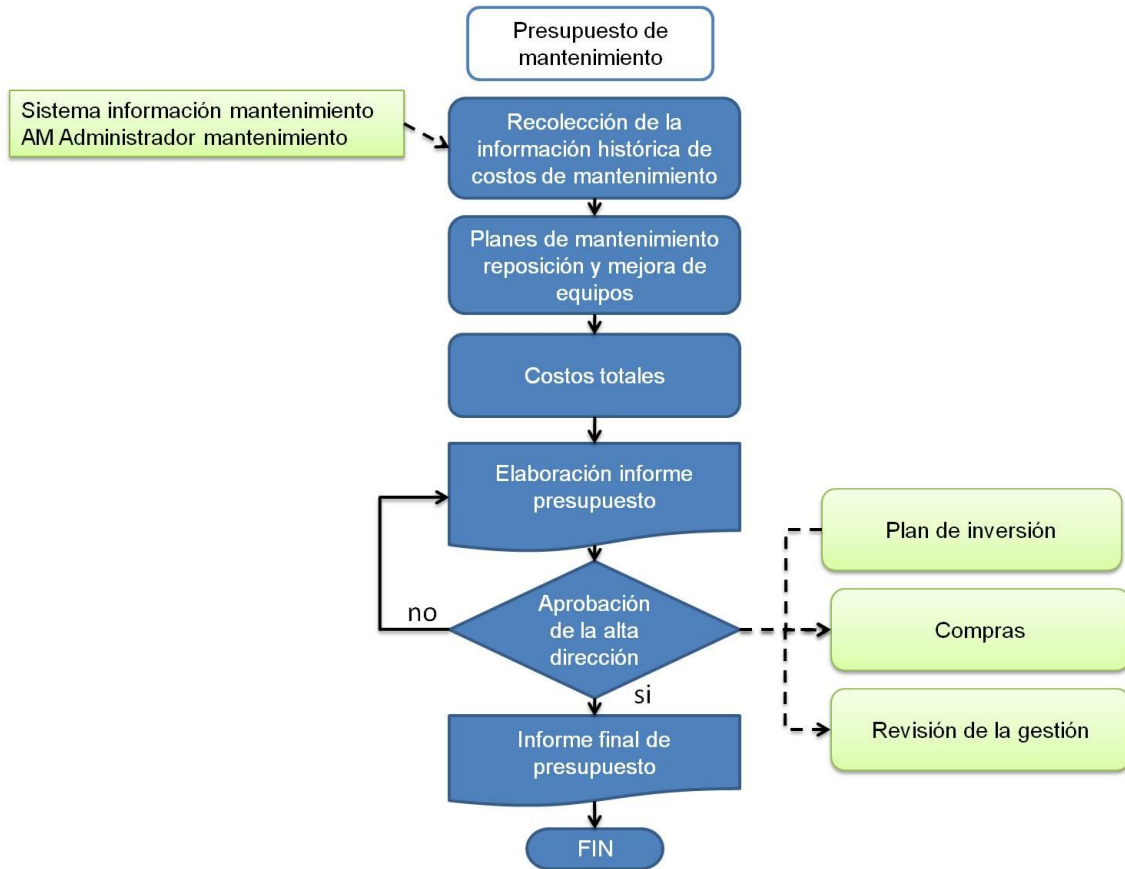 Presupuesto de
mantenimiento
Sistema información mantenimiento
AM Administrador mantenimiento
Recolección de la
información histórica de
costos de mantenimiento
Planes de mantenimiento
reposición y mejora de
equipos
Costos totales
Elaboración informe
presupuesto
Plan de inversión
no
Aprobación
de la alta
dirección
Compras
si
Revisión de la gestión
Informe final de
presupuesto
FIN